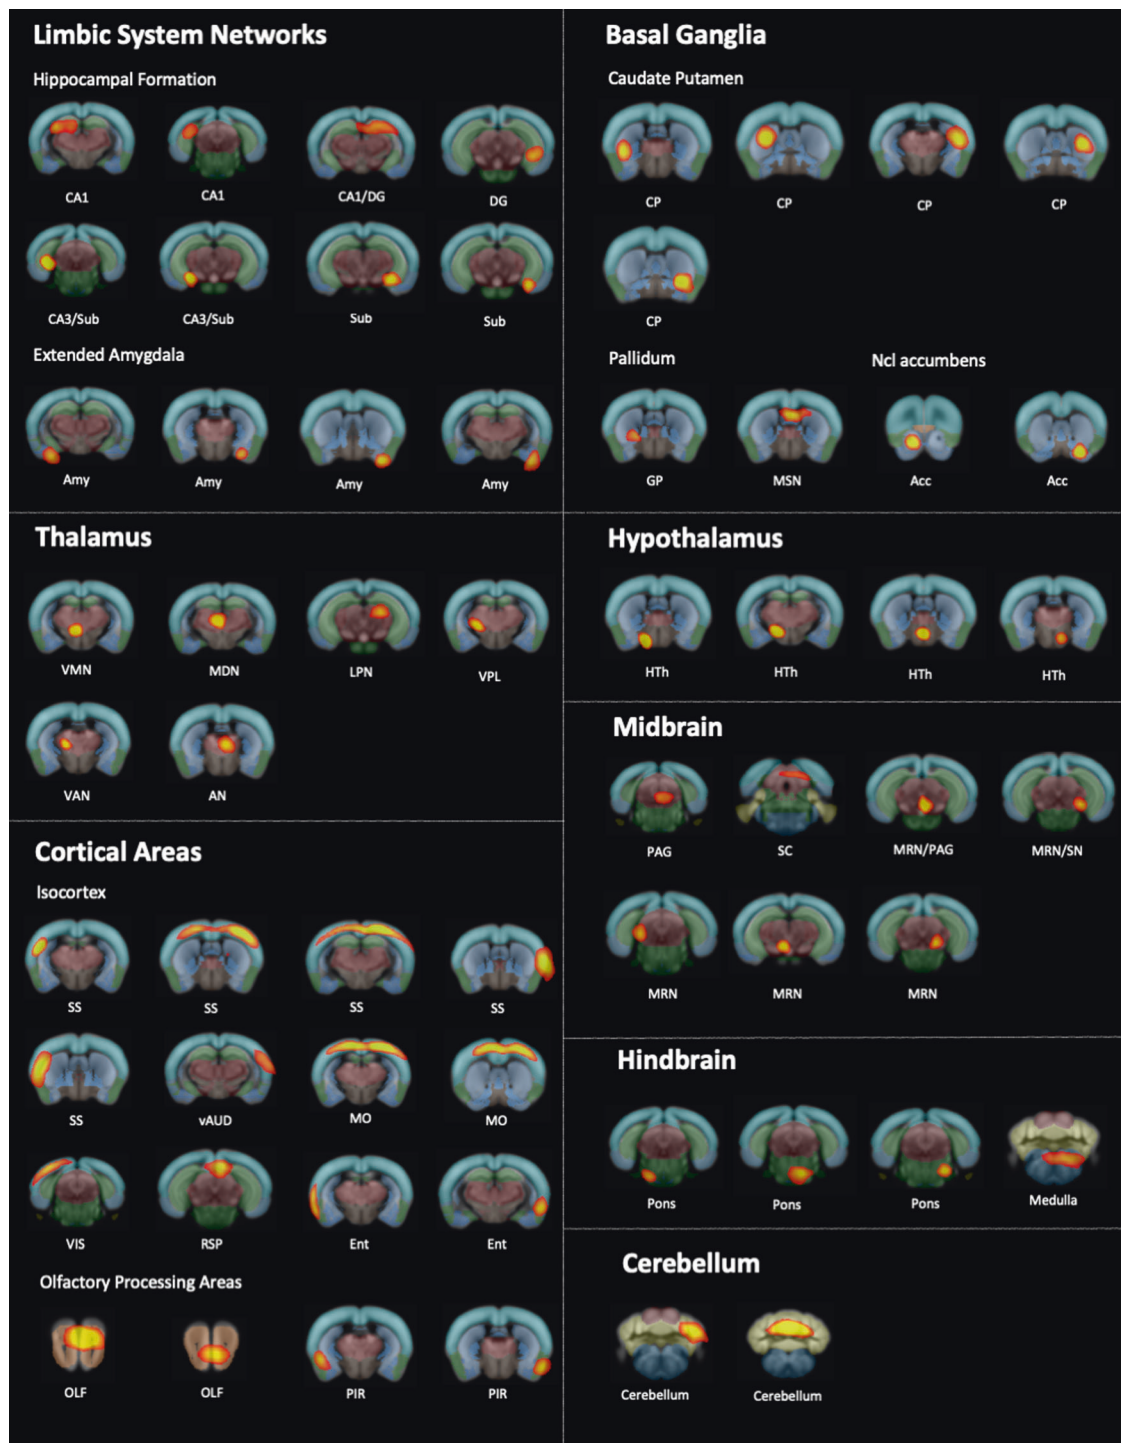 Limbic System Networks
Hippocampal Formation
CA1 CA1 CA1/DG DG
CA3/Sub CA3/Sub Sub Sub
Extended Amygdala
Amy Amy Amy Amy
Basal Ganglia
Caudate Putamen
CP CP CP CP
CP
Pallidum Ncl accumbens
GP MSN Acc Acc
Thalamus
VMN MDN LPN VPL
VAN AN
Hypothalamus
HTh HTh HTh HTh
Midbrain
PAG SC MRN/PAG MRN/SN
MRN MRN MRN
Cortical Areas
Isocortex
SS SS SS SS
SS vAUD MO MO
VIS RSP Ent Ent
Olfactory Processing Areas
OLF OLF PIR PIR
Hindbrain
Pons Pons Pons Medulla
Cerebellum
Cerebellum Cerebellum